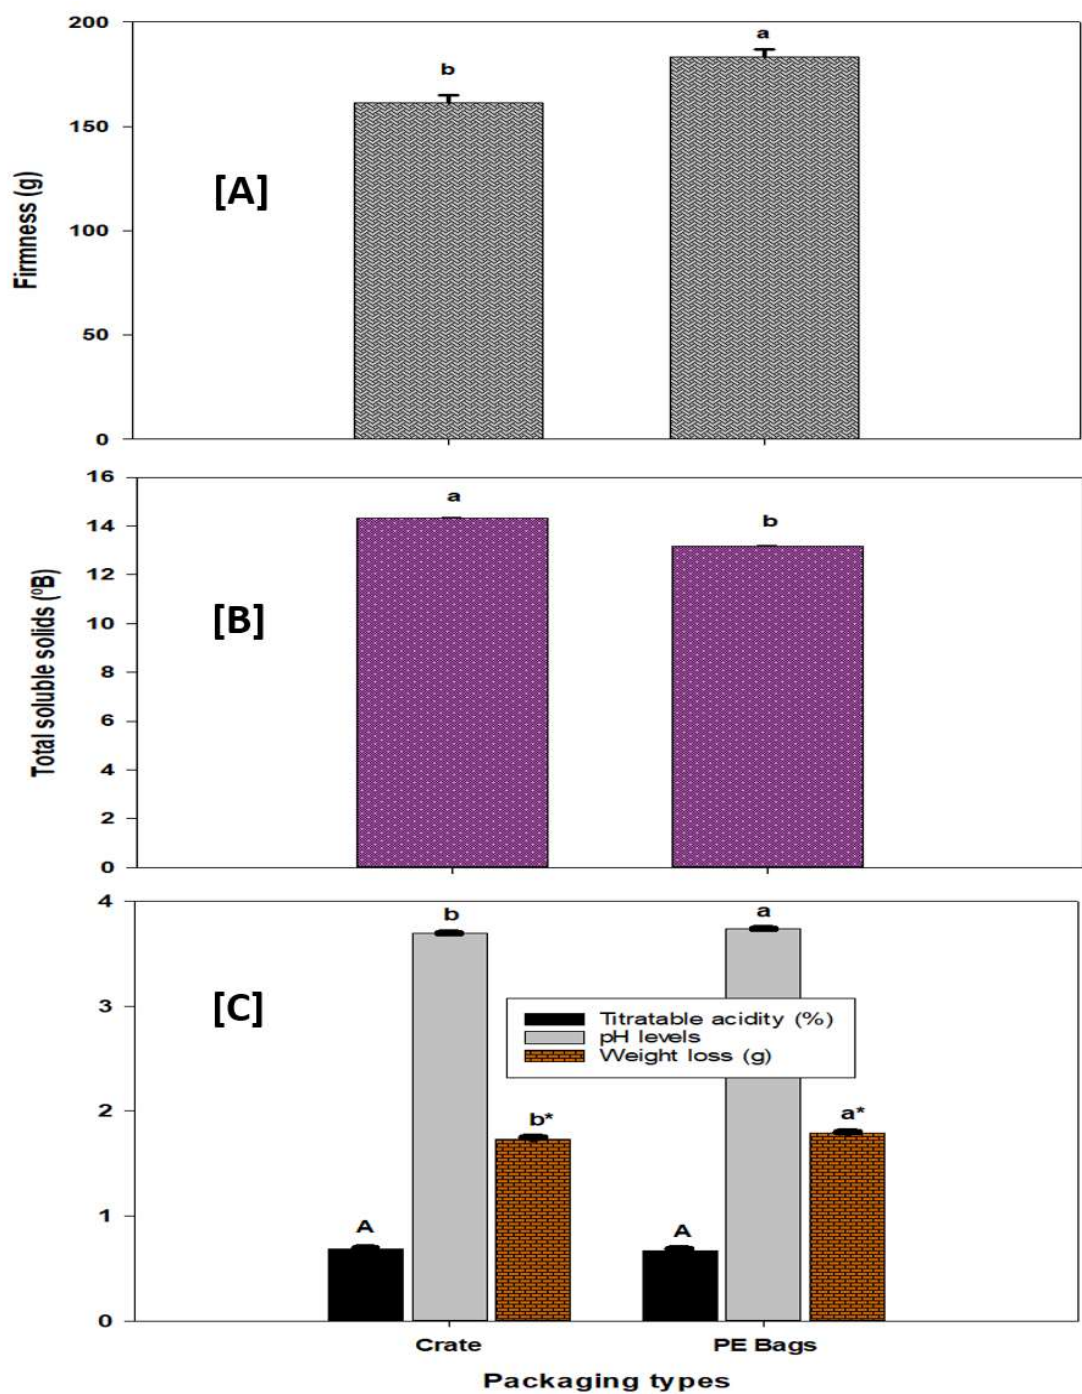 200
150
100
50
0
Firmness (g)
[A]
b
a
16
14
12
10
8
6
4
2
0
Total soluble solids (⁰B)
[B]
a
b
4
3
2
1
0
[C]
b
a
Titratable acidity (%)
pH levels
Weight loss (g)
b*
a*
A
A
Crate PE Bags
Packaging types